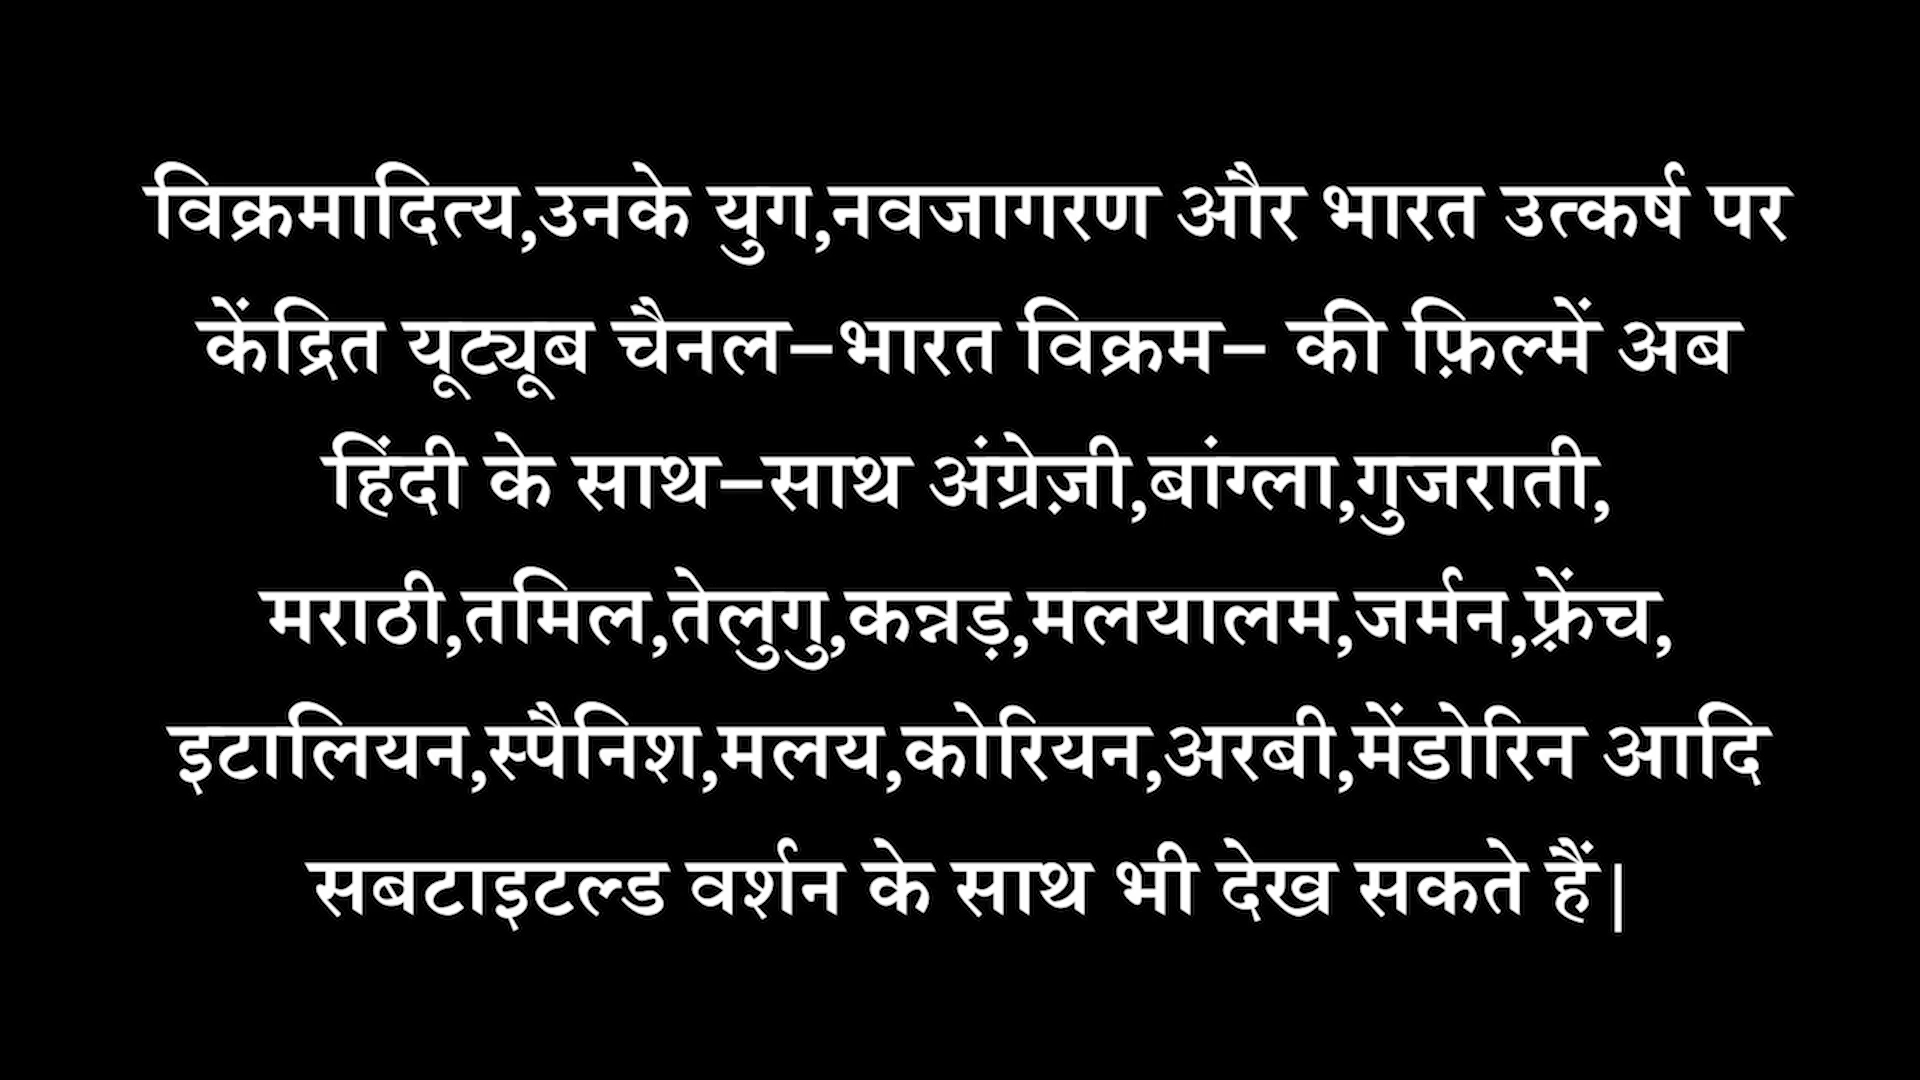 विक्रमादित्य,उनके युग,नवजागरण और भारत उत्कर्ष पर
केंद्रित यूट्यूब चैनल–भारत विक्रम– की फ़िल्में अब
हिंदी के साथ–साथ अंग्रेज़ी,बांग्ला,गुजराती,
मराठी,तमिल,तेलुगु,कन्नड़,मलयालम,जर्मन,फ़्रेंच,
इटालियन,स्पैनिश,मलय,कोरियन,अरबी,मेंडोरिन आदि
सबटाइटल्ड वर्शन के साथ भी देख सकते हैं|